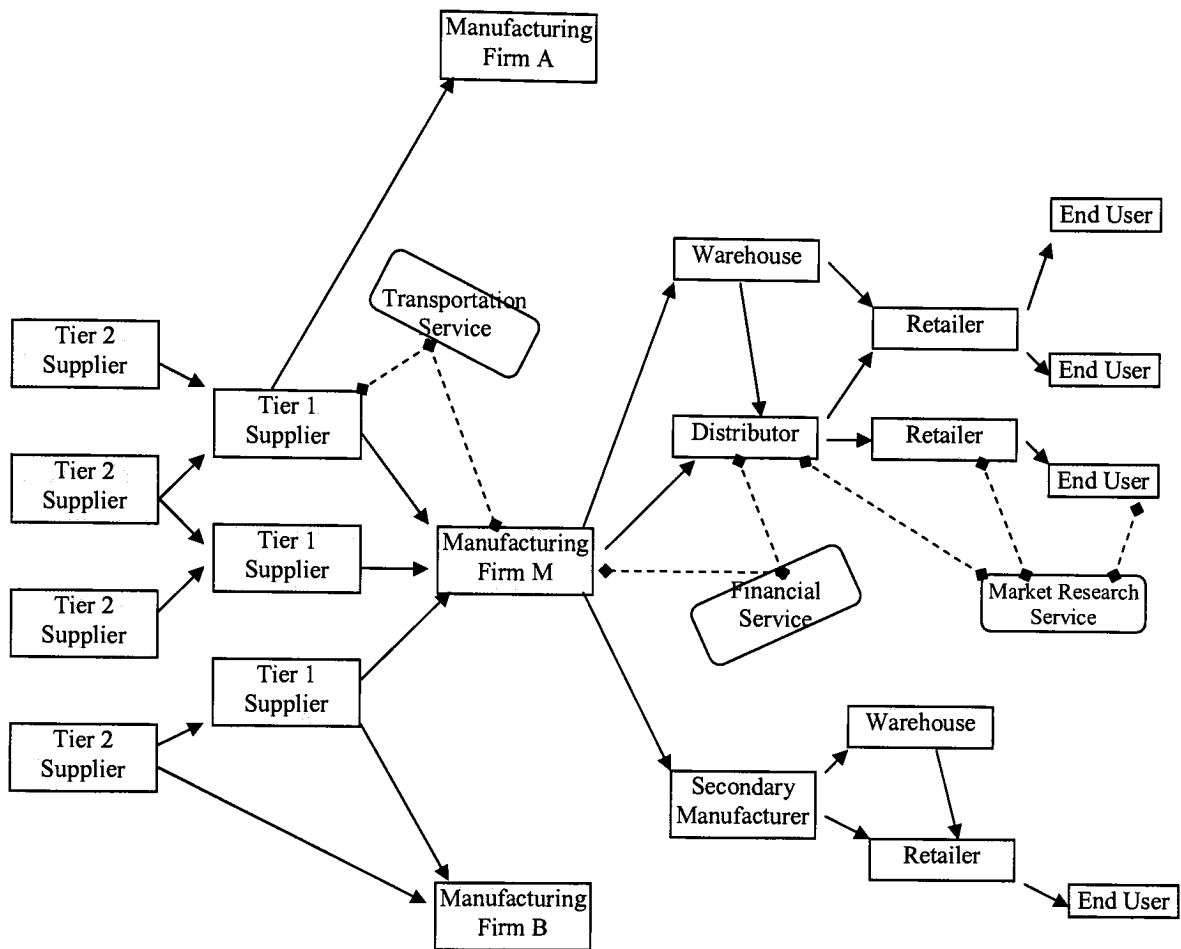 Manufacturing
Firm A
End User
Warehouse
Transportation
Service
Retailer
Tier 2
Supplier
End User
Tier 1
Supplier
Distributor
Retailer
Tier 2
Supplier
End User
Tier 1
Supplier
Manufacturing
Firm M
Financial
Service
Market Research
Service
Tier 2
Supplier
Tier 1
Supplier
Warehouse
Tier 2
Supplier
Secondary
Manufacturer
Retailer
Manufacturing
Firm B
End User